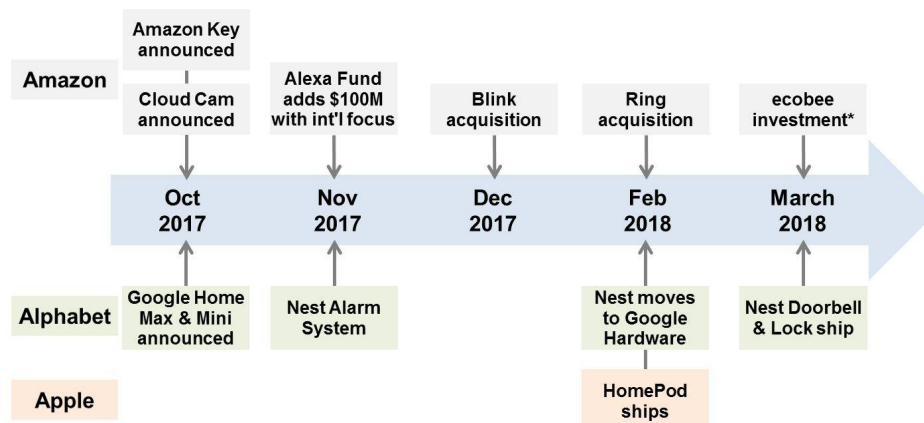 Amazon
Amazon Key
announced
Cloud Cam
announced
Alexa Fund
adds $100M
with int'l focus
Blink
acquisition
Ring
acquisition
ecobee
investment*
Oct
2017
Nov
2017
Dec
2017
Feb
2018
March
2018
Alphabet
Google Home
Max & Mini
announced
Nest Alarm
System
Nest moves
to Google
Hardware
Nest Doorbell
& Lock ship
Apple
HomePod
ships